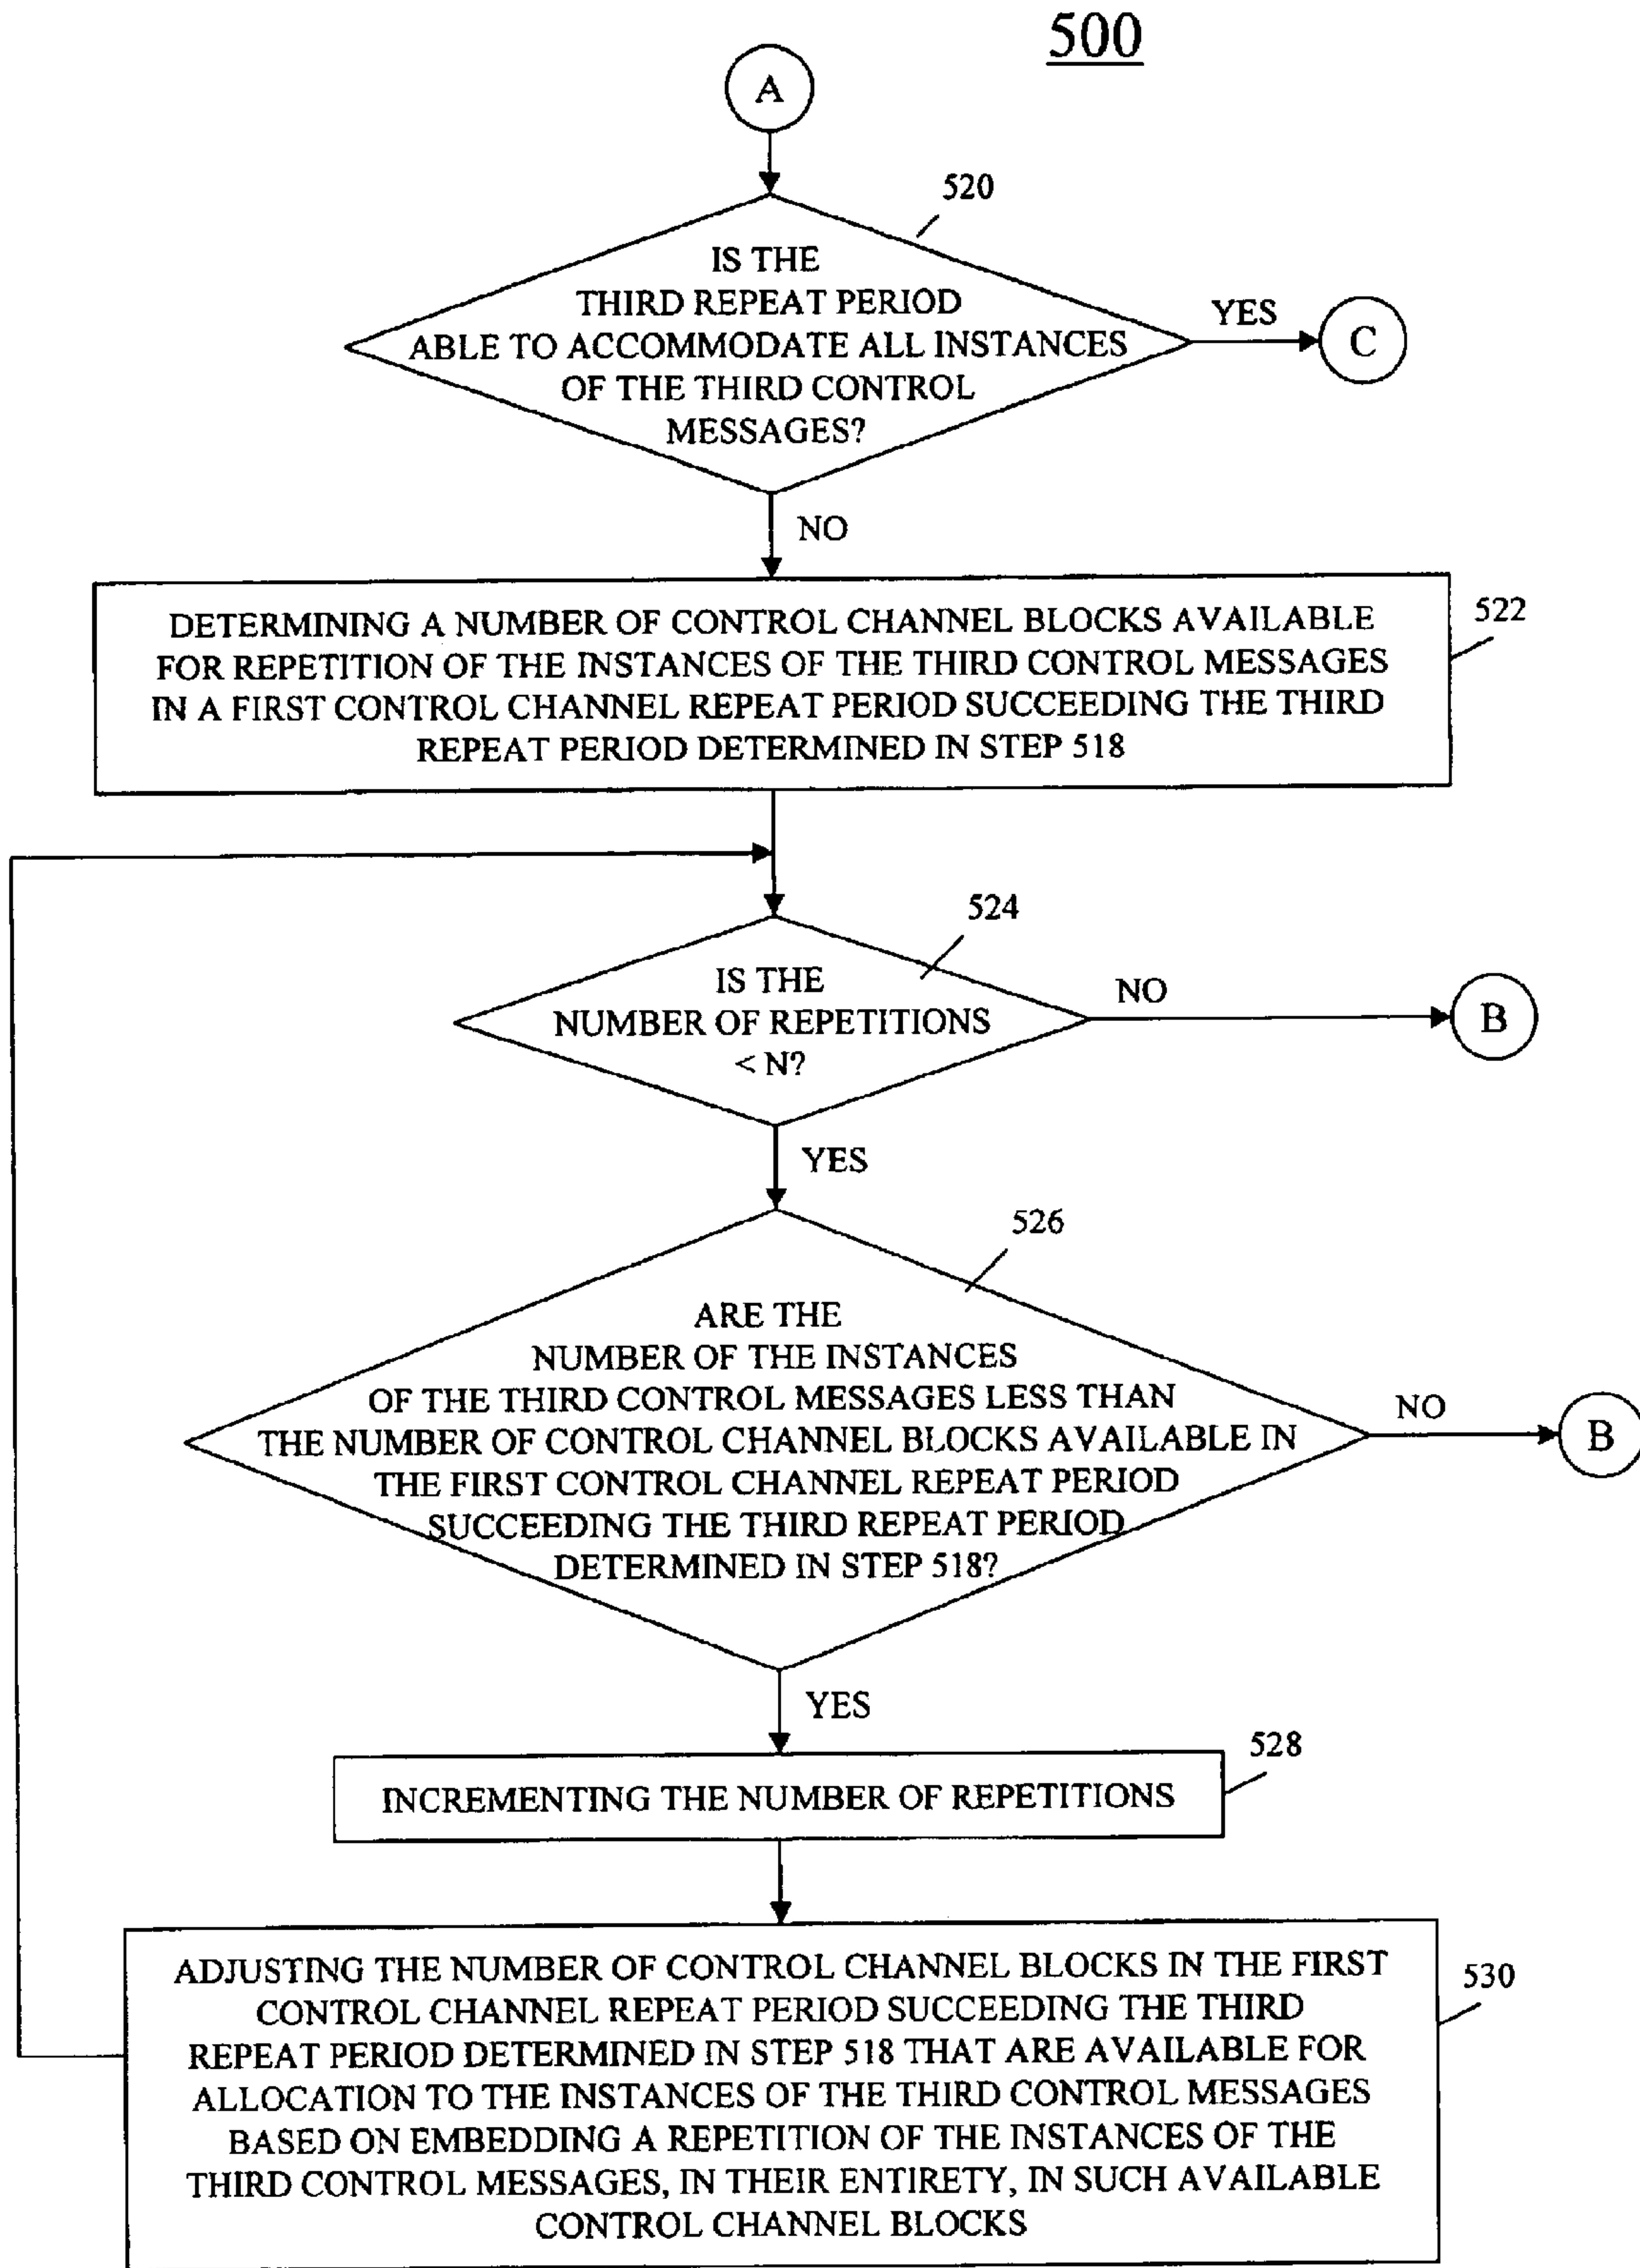 500
A
520
IS THE
THIRD REPEAT PERIOD
ABLE TO ACCOMMODATE ALL INSTANCES
OF THE THIRD CONTROL
MESSAGES?
YES
C
NO
DETERMINING A NUMBER OF CONTROL CHANNEL BLOCKS AVAILABLE
FOR REPETITION OF THE INSTANCES OF THE THIRD CONTROL MESSAGES
IN A FIRST CONTROL CHANNEL REPEAT PERIOD SUCCEEDING THE THIRD
REPEAT PERIOD DETERMINED IN STEP 518
522
524
IS THE
NUMBER OF REPETITIONS
< N?
NO
B
YES
526
ARE THE
NUMBER OF THE INSTANCES
OF THE THIRD CONTROL MESSAGES LESS THAN
THE NUMBER OF CONTROL CHANNEL BLOCKS AVAILABLE IN
THE FIRST CONTROL CHANNEL REPEAT PERIOD
SUCCEEDING THE THIRD REPEAT PERIOD
DETERMINED IN STEP 518?
NO
B
YES
528
INCREMENTING THE NUMBER OF REPETITIONS
ADJUSTING THE NUMBER OF CONTROL CHANNEL BLOCKS IN THE FIRST
CONTROL CHANNEL REPEAT PERIOD SUCCEEDING THE THIRD
REPEAT PERIOD DETERMINED IN STEP 518 THAT ARE AVAILABLE FOR
ALLOCATION TO THE INSTANCES OF THE THIRD CONTROL MESSAGES
BASED ON EMBEDDING A REPETITION OF THE INSTANCES OF THE
THIRD CONTROL MESSAGES, IN THEIR ENTIRETY, IN SUCH AVAILABLE
CONTROL CHANNEL BLOCKS
530